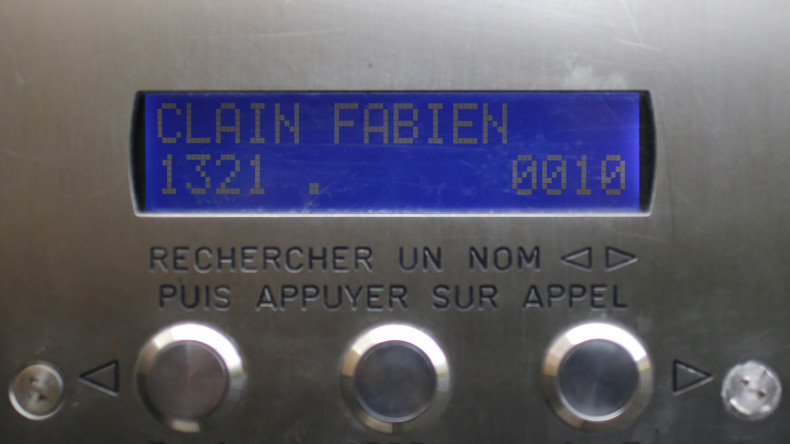 CLAIN FABIEN
1321 . 0010
RECHERCHER UN NOM ◁ ▷
PUIS APPUYER SUR APPEL